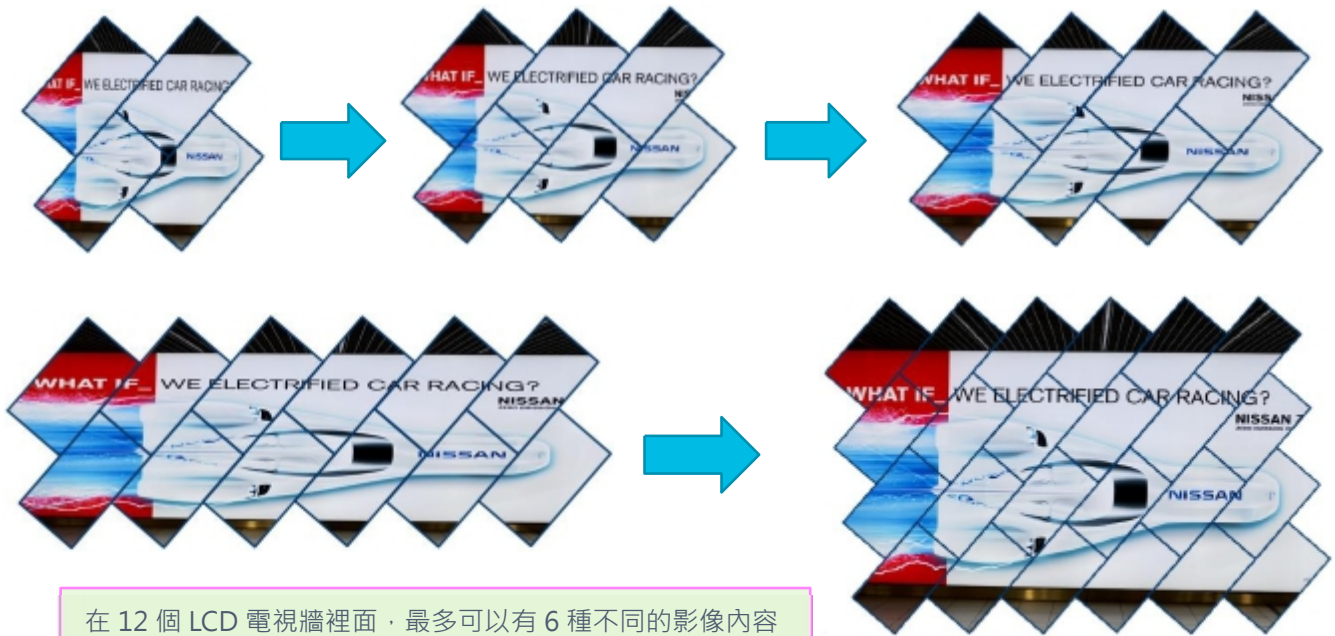 WHAT IF_ WE ELECTRIFIED CAR RACING
NISSAN
WHAT IF_ WE ELECTRIFIED CAR RACING?
NISSAN
WHAT IF_ WE ELECTRIFIED CAR RACING?
NISS
NISSAN
WHAT IF_ WE ELECTRIFIED CAR RACING?
NISSAN
NISSAN
WHAT IF_ WE ELECTRIFIED CAR RACING?
NISSAN
NISSAN
在 12 個 LCD 電視牆裡面，最多可以有 6 種不同的影像內容